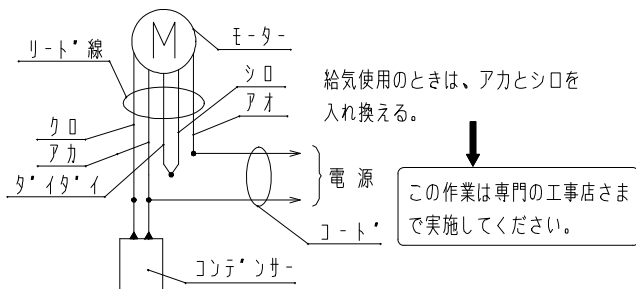 M
モーター
リード線
シロ
アオ
クロ
アカ
ダイダイ
電源
コード
コンデンサー
給気使用のときは、アカとシロを
入れ換える。
この作業は専門の工事店さま
で実施してください。